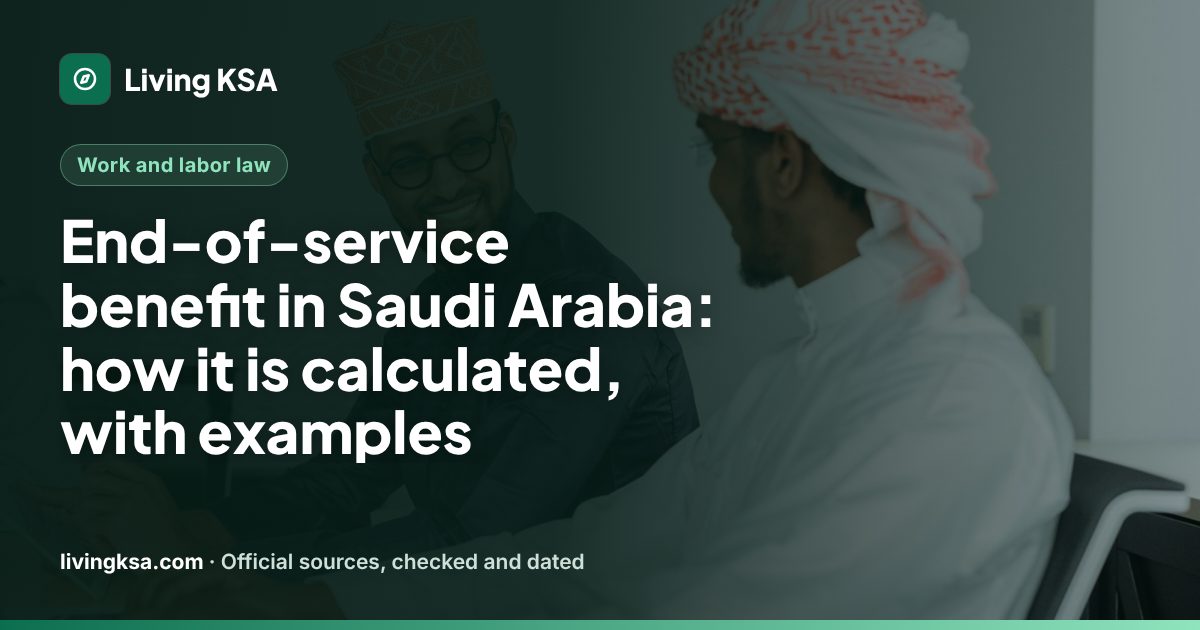 Living KSA
Work and labor law
End-of-service
benefit in Saudi Arabia:
how it is calculated,
with examples
livingksa.com · Official sources, checked and dated